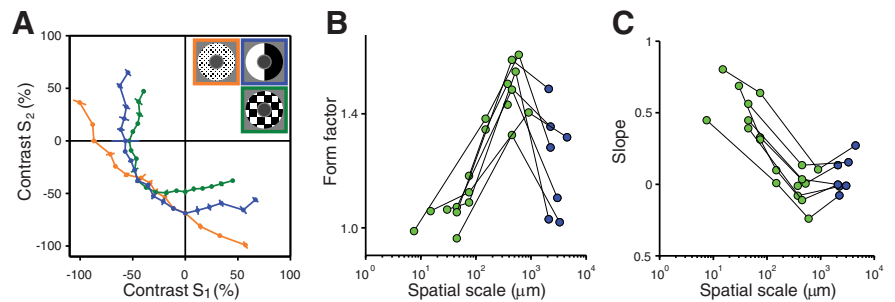 A
B
C
100
50
0
-50
-100
-100
-50
0
50
100
Contrast S2 (%)
Contrast S1 (%)
1.4
1.0
Form factor
10^0 10^1 10^2 10^3 10^4
Spatial scale (µm)
1
0.5
0
0.5
Slope
10^0 10^1 10^2 10^3 10^4
Spatial scale (µm)